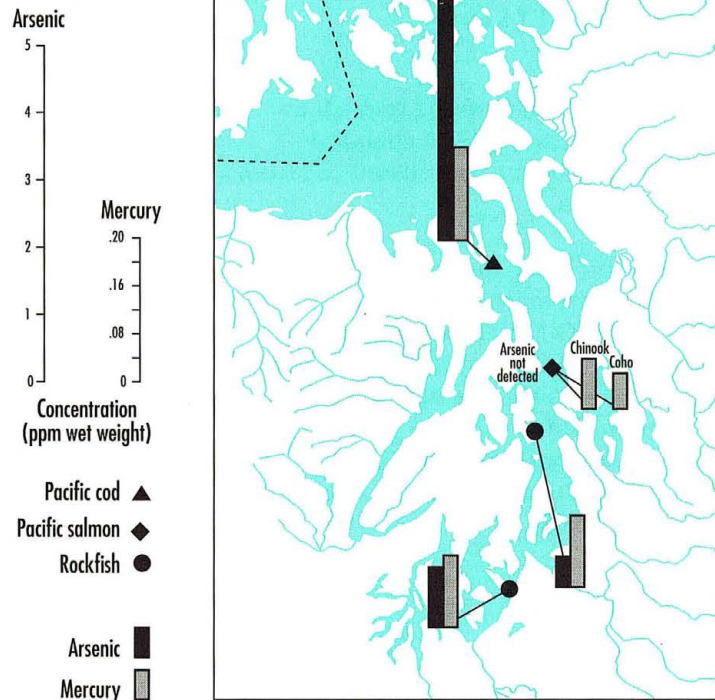 Arsenic
5
4
3
2
1
0
Mercury
.20
.16
.08
0
Concentration
(ppm wet weight)
Pacific cod
Pacific salmon
Rockfish
Arsenic
Mercury
Arsenic
not
detected
Chinook
Coho